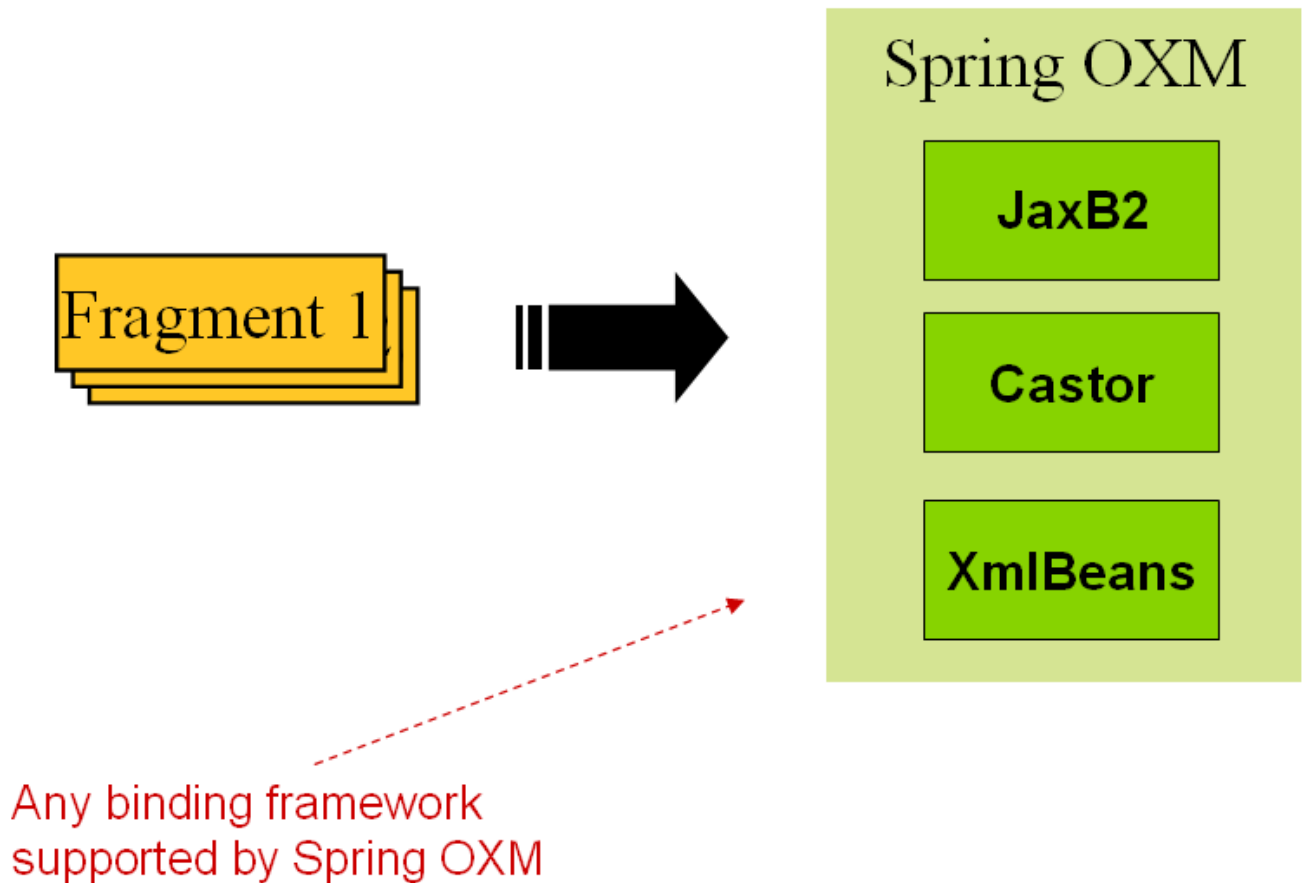 Spring OXM
JaxB2
Fragment 1
Castor
XmlBeans
Any binding framework
supported by Spring OXM